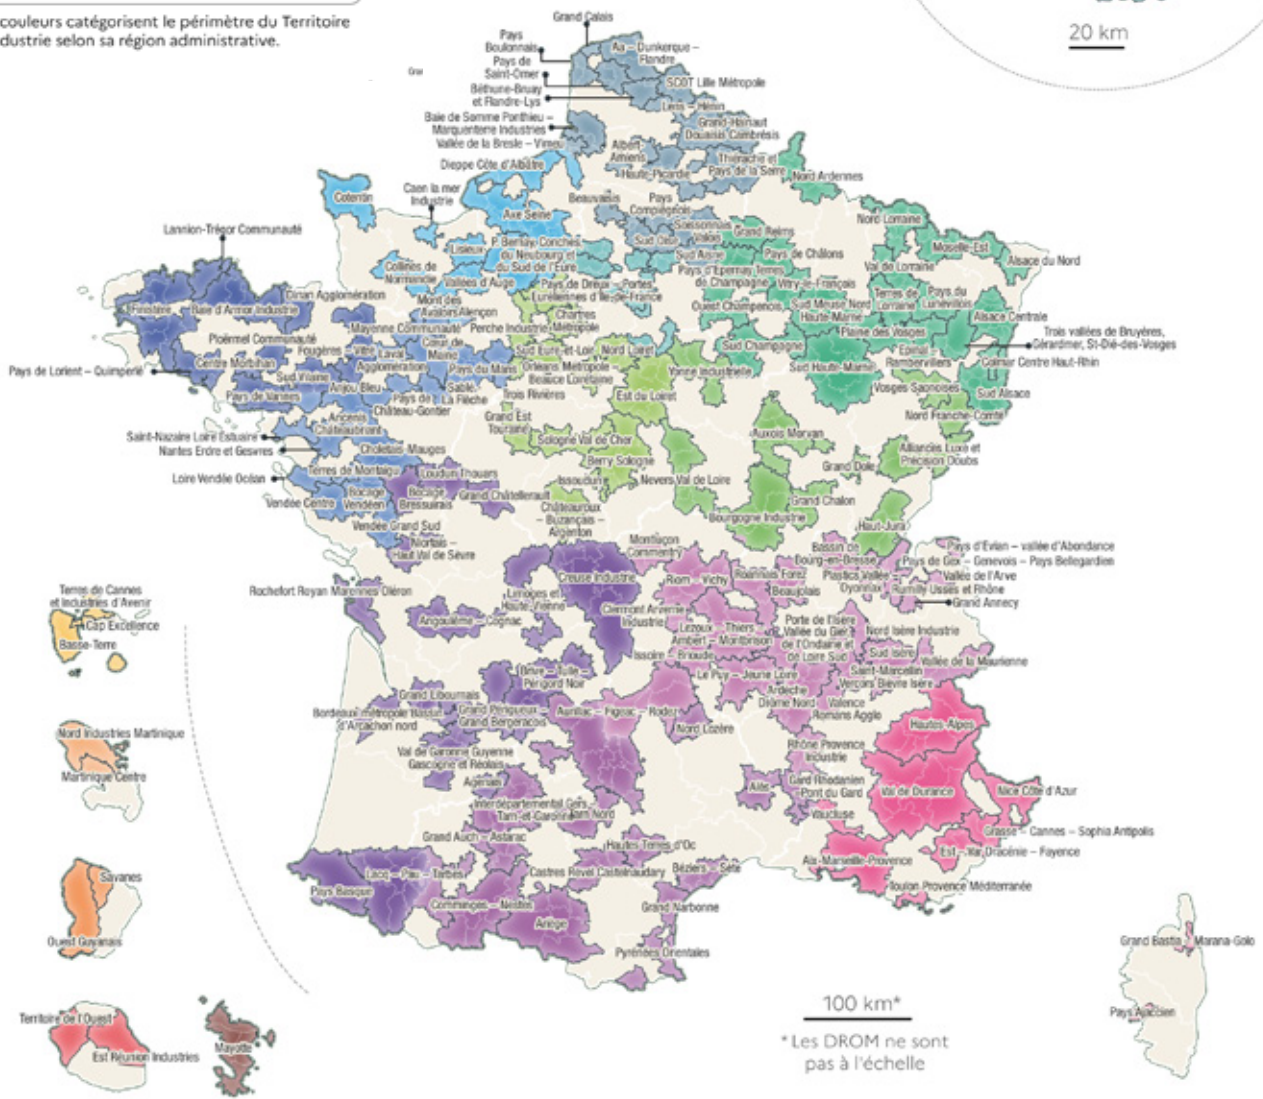 couleurs catégorisent le périmètre du Territoire
dustrie selon sa région administrative.
20 km
Grand Calais
Pays
Boulonnais
Aa – Dunkerque –
Flandre
Pays de
Saint-Omer
SCOT Lille Métropole
Béthune-Bruay
et Flandre-Lys
Lens – Hénin
Baie de Somme Ponthieu –
Marquenterre Industries
Vallée de la Bresle – Vimeu
Grand-Hainaut
Douaisis Cambrésis
Albert-
Amiens
Haute-Picardie
Thiérache et
Pays de la Serre
Nord Ardennes
Dieppe Côte d'Albâtre
Cotentin
Caen la mer
Industrie
Axe Seine
Beauvaisis
Pays
Compiégnois
Soissonnais
Valois
Sud Oise
Sud Aisne
Grand Reims
Nord Lorraine
Moselle-Est
Alsace du Nord
Lannion-Trégor Communauté
Lisieux
P. Bernay, Conches,
du Neubourg et
du Sud de l'Eure
Pays de Châlons
Val de Lorraine
Collines de
Normandie
Vallées d'Auge
Pays d'Epernay Terres
de Champagne
Vitry-le-François
Pays de Dreux – Portes
Euréliennes d'Île-de-France
Terres de
Lorraine
Pays du
Lunévillois
Finistère
Baie d'Armor Industrie
Dinan Agglomération
Mont des
Avaloirs Alençon
Ouest Champenois
Sud Meuse Nord
Haute-Marne
Alsace Centrale
Chartres
Métropole
Mayenne Communauté
Perche Industrie
Plaine des Vosges
Trois vallées de Bruyères,
Gérardmer, St-Dié-des-Vosges
Ploërmel Communauté
Fougères – Vitré
Laval
Agglomération
Cœur de
Maine
Sud Eure-et-Loir
Nord Loiret
Sud Champagne
Epinal
Rambervillers
Colmar Centre Haut-Rhin
Pays de Lorient – Quimperlé
Centre Morbihan
Sud Vilaine
Pays du Mans
Orléans Métropole –
Beauce Loirétaine
Yonne Industrielle
Sud Haute-Marne
Vosges Saonoises
Sud Alsace
Pays de Vannes
Anjou Bleu
Pays de
Château-Gontier
Sablé-
La Flèche
Trois Rivières
Est du Loiret
Nord Franche-Comté
Ancenis
Châteaubriant
Grand Est
Touraine
Saint-Nazaire Loire Estuaire
Nantes Erdre et Gesvres
Choletais-Mauges
Sologne Val de Cher
Auxois Morvan
Alliances Luxe et
Précision Doubs
Loire Vendée Océan
Terres de Montaigu
Loudun Thouars
Berry Sologne
Grand Dole
Issoudun
Nevers Val de Loire
Vendée Centre
Bocage
Vendéen
Bocage
Bressuirais
Grand Châtellerault
Châteauroux
– Buzançais –
Argenton
Grand Chalon
Bourgogne Industrie
Haut-Jura
Vendée Grand Sud
Niortais –
Haut Val de Sèvre
Montluçon
Commentry
Bassin de
Bourg-en-Bresse
Pays d'Evian – vallée d'Abondance
Pays de Gex – Genevois – Pays Bellegardien
Rochefort Royan Marennes Oléron
Creuse Industrie
Riom – Vichy
Roannais Forez
Beaujolais
Plastics Vallée
Oyonnax
Vallée de l'Arve
Rumilly Usses et Rhône
Grand Annecy
Limoges et
Haute-Vienne
Clermont Arverne
Industrie
Angoulême – Cognac
Lezoux – Thiers
Ambert – Montbrison
Porte de l'Isère
Vallée du Gier
de l'Ondaine et
de Loire Sud
Nord Isère Industrie
Issoire – Brioude
Sud Isère
Vallée de la Maurienne
Brive – Tulle –
Périgord Noir
Le Puy – Jeune Loire
Saint-Marcellin
Vercors Bièvre Isère
Grand Libournais
Ardèche
Drôme Nord
Valence
Romans Agglo
Bordeaux métropole Bassin
d'Arcachon nord
Grand Périgueux
Grand Bergeracois
Aurillac – Figeac – Rodez
Nord Lozère
Hautes-Alpes
Val de Garonne Guyenne
Gascogne et Réolais
Rhône Provence
Industrie
Agenais
Alès
Gard Rhodanien
Pont du Gard
Val de Durance
Nice Côte d'Azur
Interdépartemental Gers –
Tarn-et-Garonne
Tarn Nord
Vaucluse
Grand Auch – Astarac
Hautes Terres d'Oc
Grasse – Cannes – Sophia Antipolis
Est – Var Dracénie – Fayence
Aix-Marseille-Provence
Pays Basque
Lacq – Pau – Tarbes
Castres Revel Castelnaudary
Béziers – Sète
Toulon Provence Méditerranée
Comminges – Nestes
Ariège
Grand Narbonne
Pyrénées Orientales
Terres de Cannes
et Industries d'Avenir
Cap Excellence
Basse-Terre
Nord Industries Martinique
Martinique Centre
Savanes
Ouest Guyanais
Territoire de l'Ouest
Est Réunion Industries
Mayotte
Grand Bastia
Marana-Golo
Pays Ajaccien
100 km*
* Les DROM ne sont
pas à l'échelle